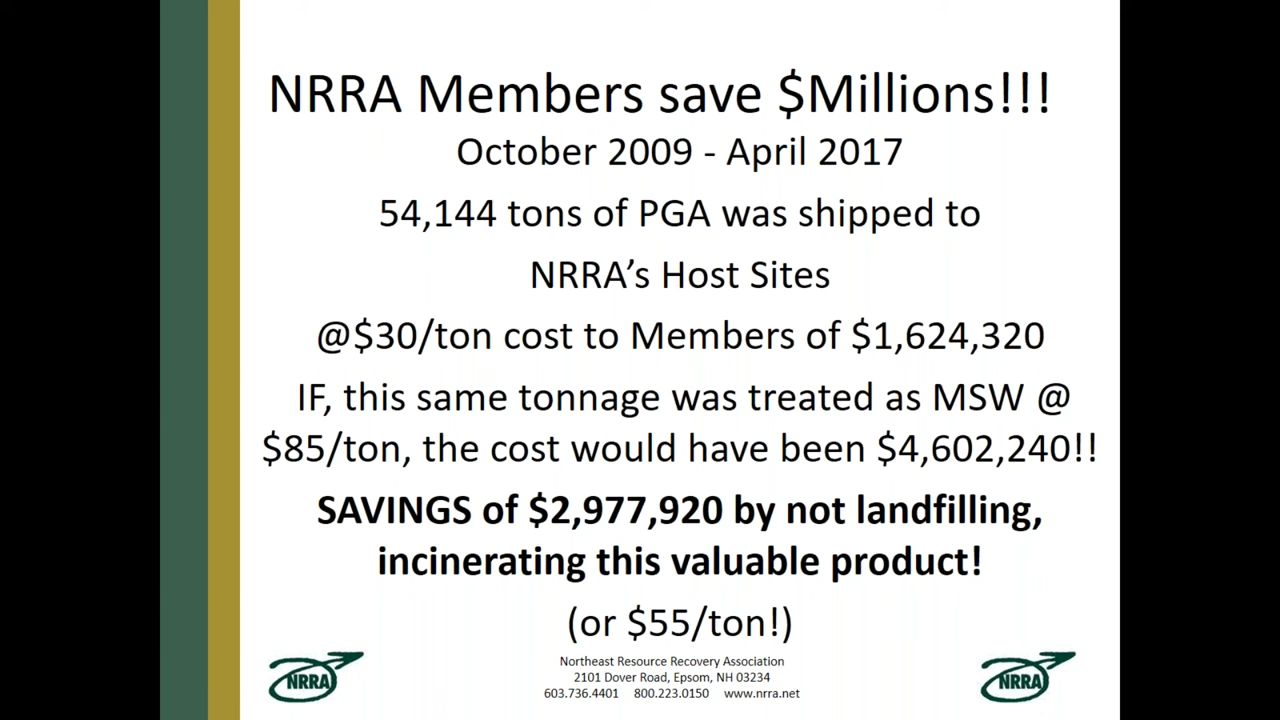 NRRA Members save $Millions!!!
October 2009 - April 2017
54,144 tons of PGA was shipped to
NRRA’s Host Sites
@$30/ton cost to Members of $1,624,320
IF, this same tonnage was treated as MSW @
$85/ton, the cost would have been $4,602,240!!
SAVINGS of $2,977,920 by not landfilling,
incinerating this valuable product!
(or $55/ton!)
NRRA
Northeast Resource Recovery Association
2101 Dover Road, Epsom, NH 03234
603.736.4401 800.223.0150 www.nrra.net
NRRA